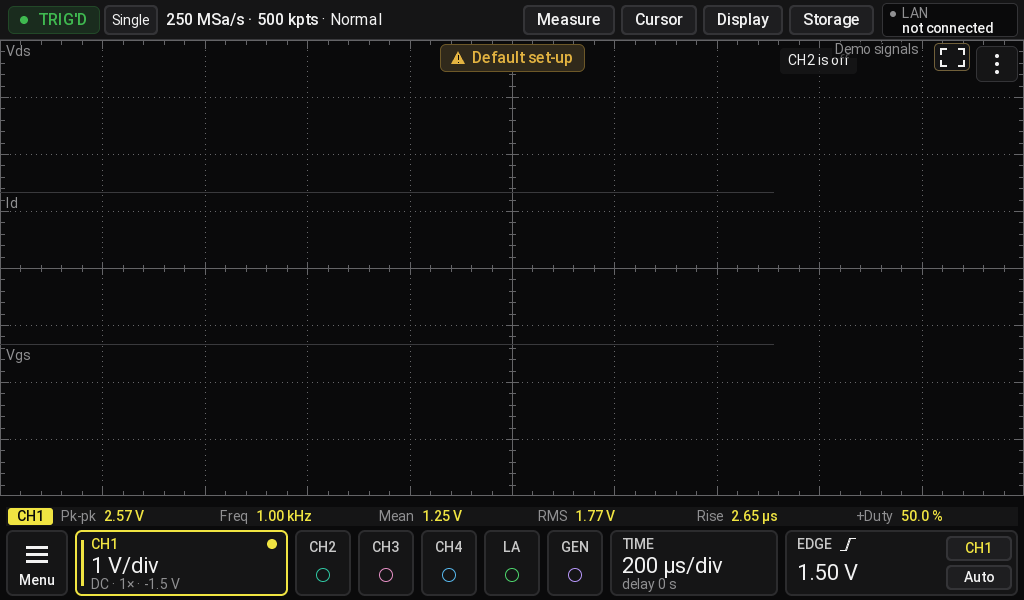 TRIG'D
Single
250 MSa/s · 500 kpts · Normal
Measure
Cursor
Display
Storage
LAN
not connected
Vds
Default set-up
CH2 is off
Demo signals
Id
Vgs
CH1
Pk-pk 2.57 V
Freq 1.00 kHz
Mean 1.25 V
RMS 1.77 V
Rise 2.65 µs
+Duty 50.0 %
Menu
CH1
1 V/div
DC · 1× · -1.5 V
CH2
CH3
CH4
LA
GEN
TIME
200 µs/div
delay 0 s
EDGE
1.50 V
CH1
Auto